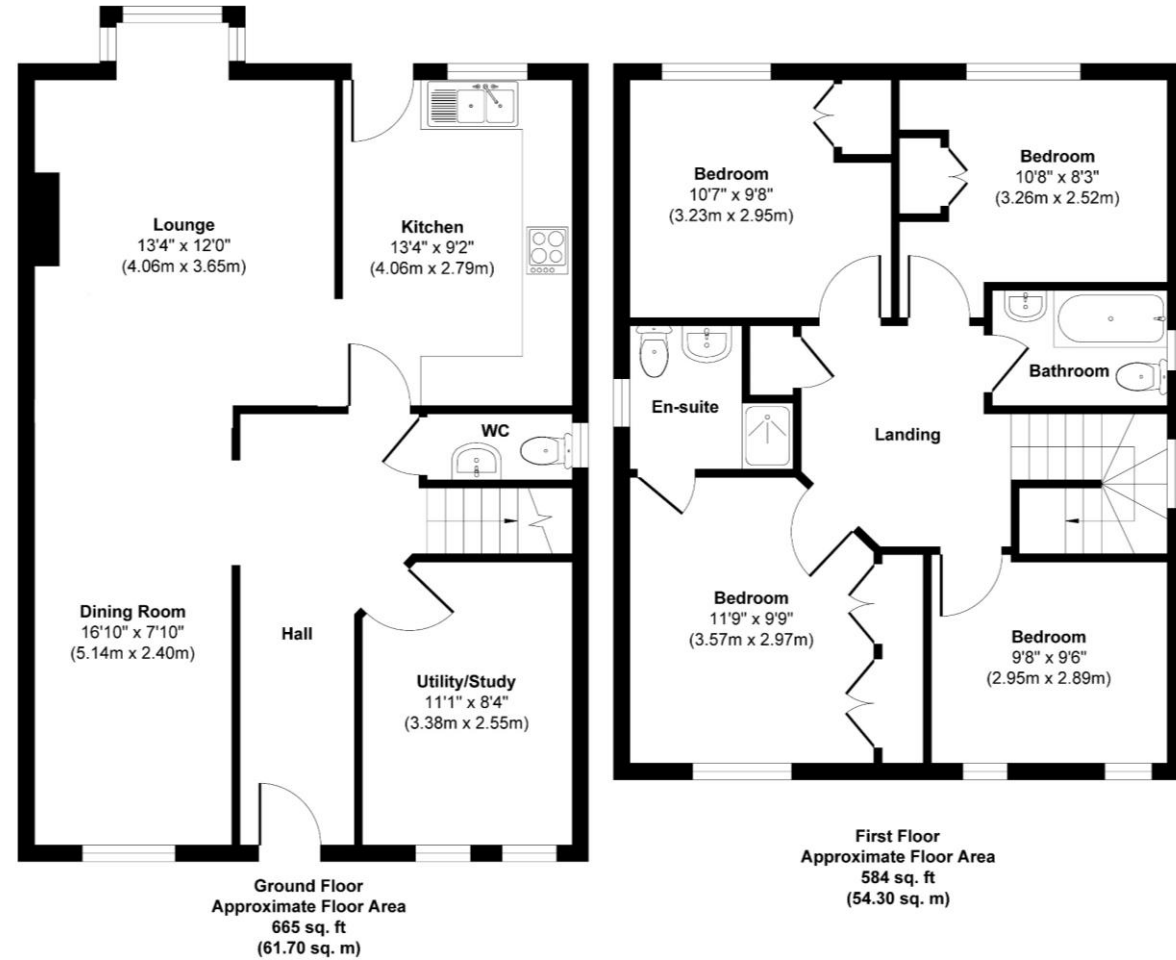 Lounge
13'4" x 12'0"
(4.06m x 3.65m)
Kitchen
13'4" x 9'2"
(4.06m x 2.79m)
WC
Dining Room
16'10" x 7'10"
(5.14m x 2.40m)
Hall
Utility/Study
11'1" x 8'4"
(3.38m x 2.55m)
Ground Floor
Approximate Floor Area
665 sq. ft
(61.70 sq. m)
Bedroom
10'7" x 9'8"
(3.23m x 2.95m)
Bedroom
10'8" x 8'3"
(3.26m x 2.52m)
Bathroom
En-suite
Landing
Bedroom
11'9" x 9'9"
(3.57m x 2.97m)
Bedroom
9'8" x 9'6"
(2.95m x 2.89m)
First Floor
Approximate Floor Area
584 sq. ft
(54.30 sq. m)